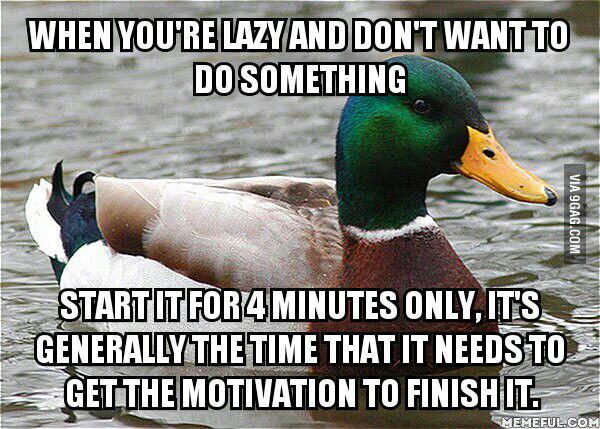 WHEN YOU'RE LAZY AND DON'T WANT TO
DO SOMETHING
VIA 9GAG.COM
START IT FOR 4 MINUTES ONLY, IT'S
GENERALLY THE TIME THAT IT NEEDS TO
GET THE MOTIVATION TO FINISH IT.
MEMEFUL.COM